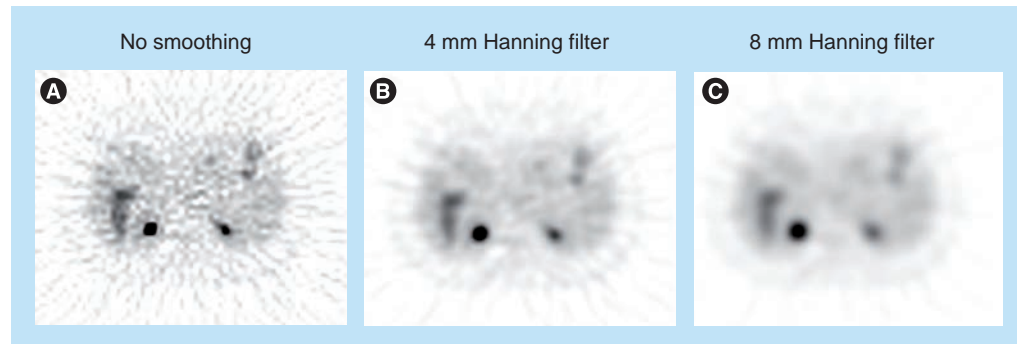 No smoothing
4 mm Hanning filter
8 mm Hanning filter
A
B
C